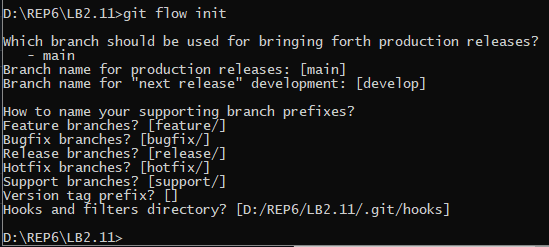 D:\REP6\LB2.11>git flow init
Which branch should be used for bringing forth production releases?
- main
Branch name for production releases: [main]
Branch name for "next release" development: [develop]
How to name your supporting branch prefixes?
Feature branches? [feature/]
Bugfix branches? [bugfix/]
Release branches? [release/]
Hotfix branches? [hotfix/]
Support branches? [support/]
Version tag prefix? []
Hooks and filters directory? [D:/REP6/LB2.11/.git/hooks]
D:\REP6\LB2.11>